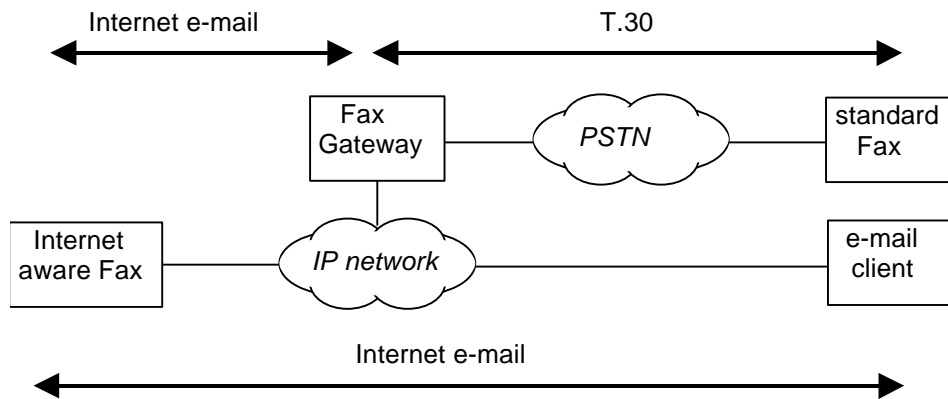 Internet e-mail
T.30
Fax
Gateway
PSTN
standard
Fax
Internet
aware Fax
IP network
e-mail
client
Internet e-mail